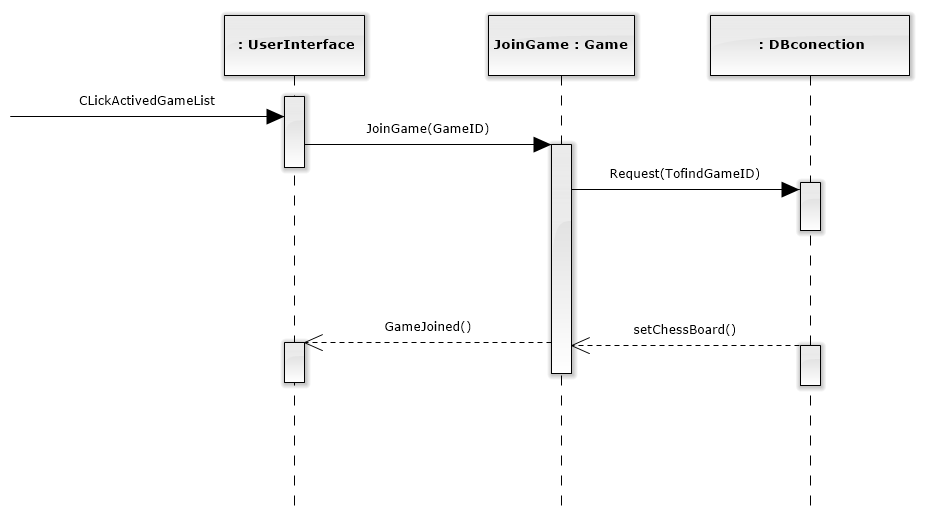 : UserInterface
JoinGame : Game
: DBconection
CLickActivedGameList
JoinGame(GameID)
Request(TofindGameID)
GameJoined()
setChessBoard()